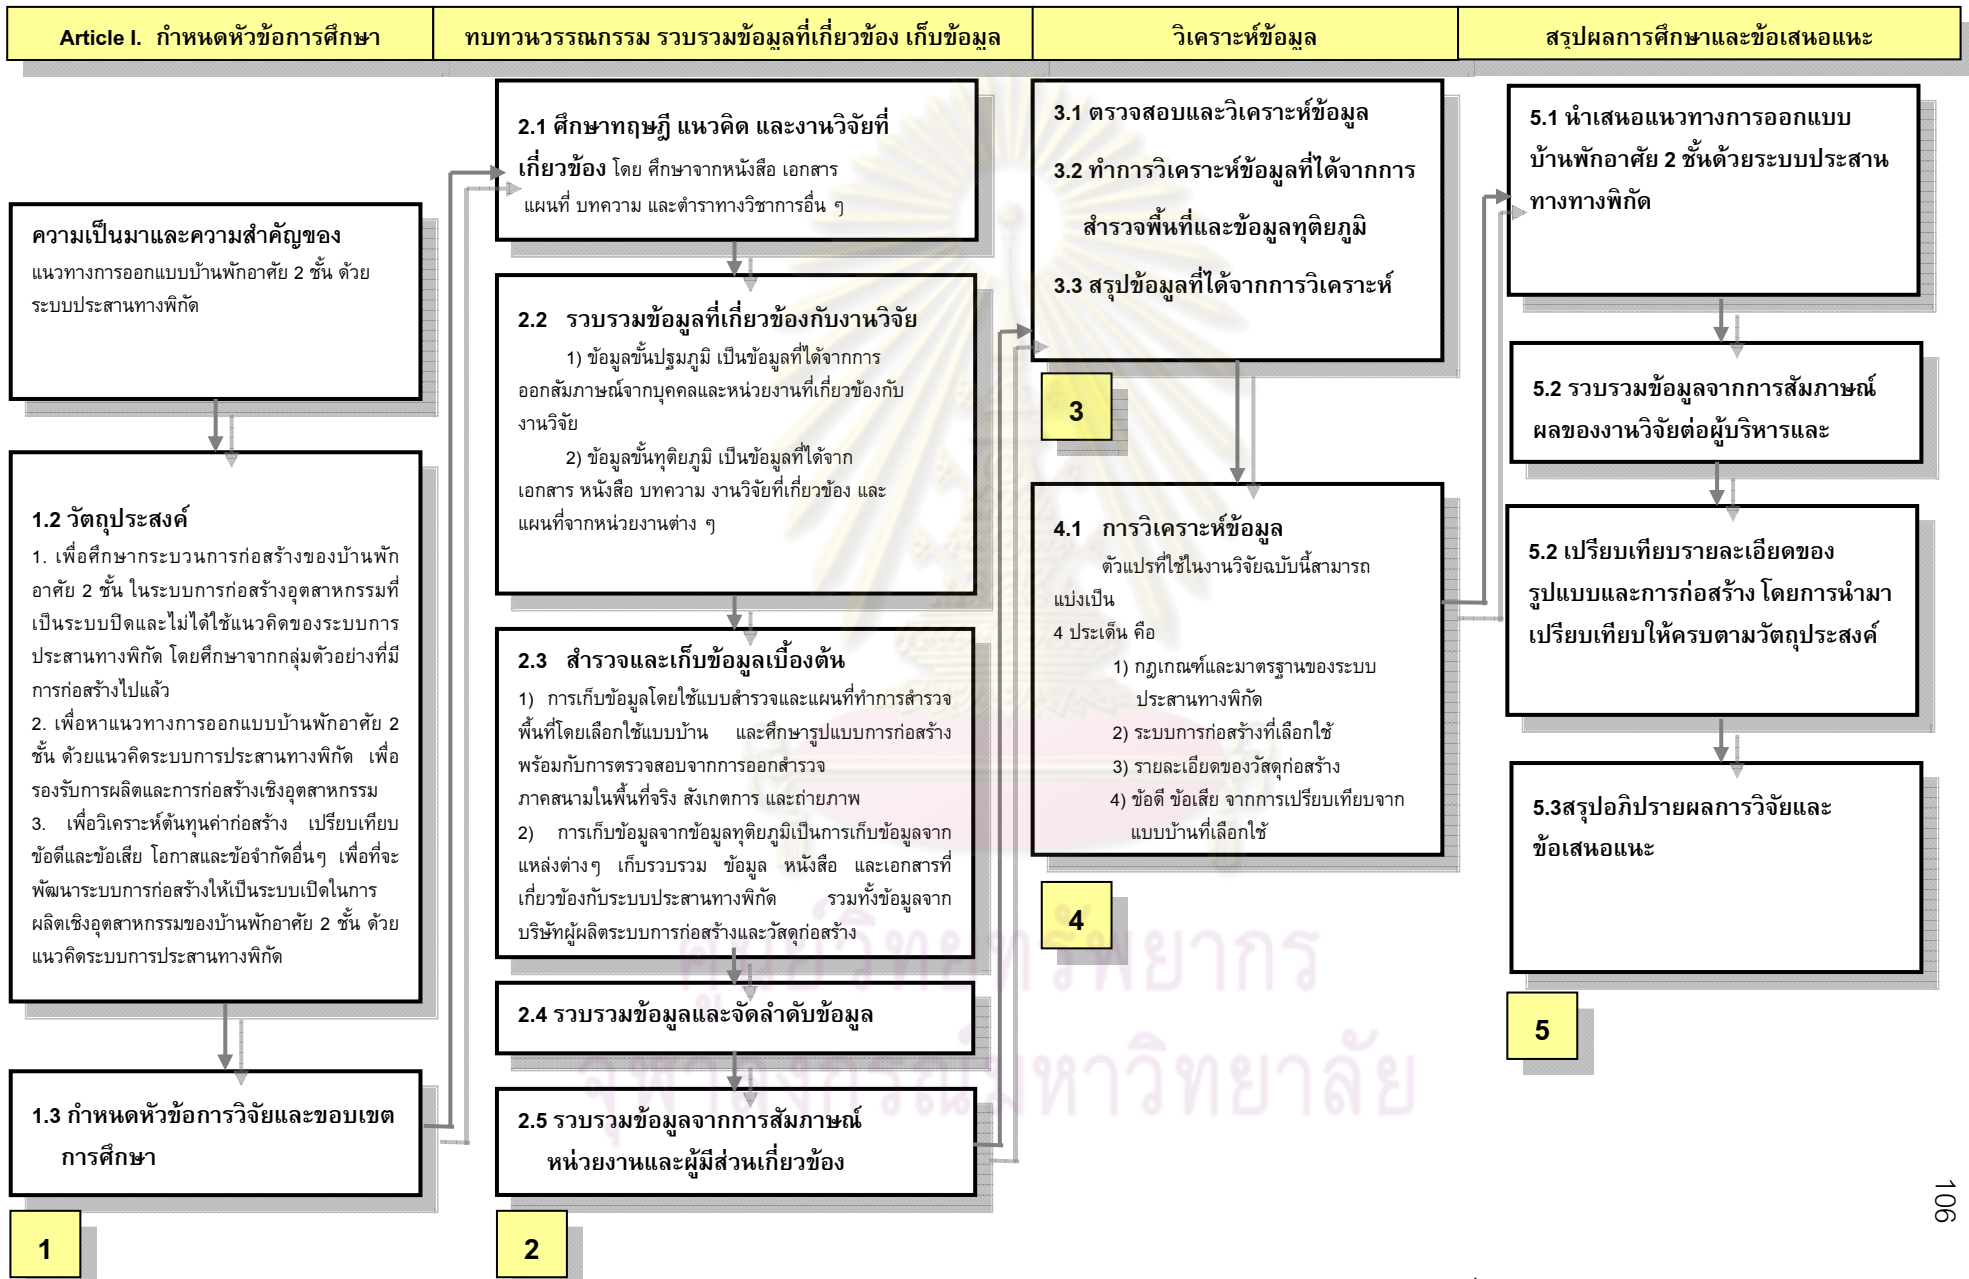 Article I.  กำหนดหัวข้อการศึกษา
ทบทวนวรรณกรรม รวบรวมข้อมูลที่เกี่ยวข้อง เก็บข้อมูล
วิเคราะห์ข้อมูล
สรุปผลการศึกษาและข้อเสนอแนะ
ความเป็นมาและความสำคัญของ
แนวทางการออกแบบบ้านพักอาศัย 2 ชั้น ด้วย
ระบบประสานทางพิกัด
1.2 วัตถุประสงค์
1. เพื่อศึกษากระบวนการก่อสร้างของบ้านพัก
อาศัย 2 ชั้น ในระบบการก่อสร้างอุตสาหกรรมที่
เป็นระบบปิดและไม่ได้ใช้แนวคิดของระบบการ
ประสานทางพิกัด โดยศึกษาจากกลุ่มตัวอย่างที่มี
การก่อสร้างไปแล้ว
2. เพื่อหาแนวทางการออกแบบบ้านพักอาศัย 2
ชั้น ด้วยแนวคิดระบบการประสานทางพิกัด เพื่อ
รองรับการผลิตและการก่อสร้างเชิงอุตสาหกรรม
3. เพื่อวิเคราะห์ต้นทุนค่าก่อสร้าง เปรียบเทียบ
ข้อดีและข้อเสีย โอกาสและข้อจำกัดอื่นๆ เพื่อที่จะ
พัฒนาระบบการก่อสร้างให้เป็นระบบเปิดในการ
ผลิตเชิงอุตสาหกรรมของบ้านพักอาศัย 2 ชั้น ด้วย
แนวคิดระบบการประสานทางพิกัด
1.3 กำหนดหัวข้อการวิจัยและขอบเขต
การศึกษา
1
2.1 ศึกษาทฤษฎี แนวคิด และงานวิจัยที่
เกี่ยวข้อง โดย ศึกษาจากหนังสือ เอกสาร
แผนที่ บทความ และตำราทางวิชาการอื่น ๆ
2.2 รวบรวมข้อมูลที่เกี่ยวข้องกับงานวิจัย
1) ข้อมูลขั้นปฐมภูมิ เป็นข้อมูลที่ได้จากการ
ออกสัมภาษณ์จากบุคคลและหน่วยงานที่เกี่ยวข้องกับ
งานวิจัย
2) ข้อมูลขั้นทุติยภูมิ เป็นข้อมูลที่ได้จาก
เอกสาร หนังสือ บทความ งานวิจัยที่เกี่ยวข้อง และ
แผนที่จากหน่วยงานต่าง ๆ
2.3 สำรวจและเก็บข้อมูลเบื้องต้น
1) การเก็บข้อมูลโดยใช้แบบสำรวจและแผนที่ทำการสำรวจ
พื้นที่โดยเลือกใช้แบบบ้าน และศึกษารูปแบบการก่อสร้าง
พร้อมกับการตรวจสอบจากการออกสำรวจ
ภาคสนามในพื้นที่จริง สังเกตการ และถ่ายภาพ
2) การเก็บข้อมูลจากข้อมูลทุติยภูมิเป็นการเก็บข้อมูลจาก
แหล่งต่างๆ เก็บรวบรวม ข้อมูล หนังสือ และเอกสารที่
เกี่ยวข้องกับระบบประสานทางพิกัด รวมทั้งข้อมูลจาก
บริษัทผู้ผลิตระบบการก่อสร้างและวัสดุก่อสร้าง
2.4 รวบรวมข้อมูลและจัดลำดับข้อมูล
2.5 รวบรวมข้อมูลจากการสัมภาษณ์
หน่วยงานและผู้มีส่วนเกี่ยวข้อง
2
3.1 ตรวจสอบและวิเคราะห์ข้อมูล
3.2 ทำการวิเคราะห์ข้อมูลที่ได้จากการ
สำรวจพื้นที่และข้อมูลทุติยภูมิ
3.3 สรุปข้อมูลที่ได้จากการวิเคราะห์
3
4.1 การวิเคราะห์ข้อมูล
ตัวแปรที่ใช้ในงานวิจัยฉบับนี้สามารถ
แบ่งเป็น
4 ประเด็น คือ
1) กฎเกณฑ์และมาตรฐานของระบบ
ประสานทางพิกัด
2) ระบบการก่อสร้างที่เลือกใช้
3) รายละเอียดของวัสดุก่อสร้าง
4) ข้อดี ข้อเสีย จากการเปรียบเทียบจาก
แบบบ้านที่เลือกใช้
4
5.1 นำเสนอแนวทางการออกแบบ
บ้านพักอาศัย 2 ชั้นด้วยระบบประสาน
ทางทางพิกัด
5.2 รวบรวมข้อมูลจากการสัมภาษณ์
ผลของงานวิจัยต่อผู้บริหารและ
5.2 เปรียบเทียบรายละเอียดของ
รูปแบบและการก่อสร้าง โดยการนำมา
เปรียบเทียบให้ครบตามวัตถุประสงค์
5.3สรุปอภิปรายผลการวิจัยและ
ข้อเสนอแนะ
5
ศูนย์วิทยทรัพยากร
จุฬาลงกรณ์มหาวิทยาลัย
106